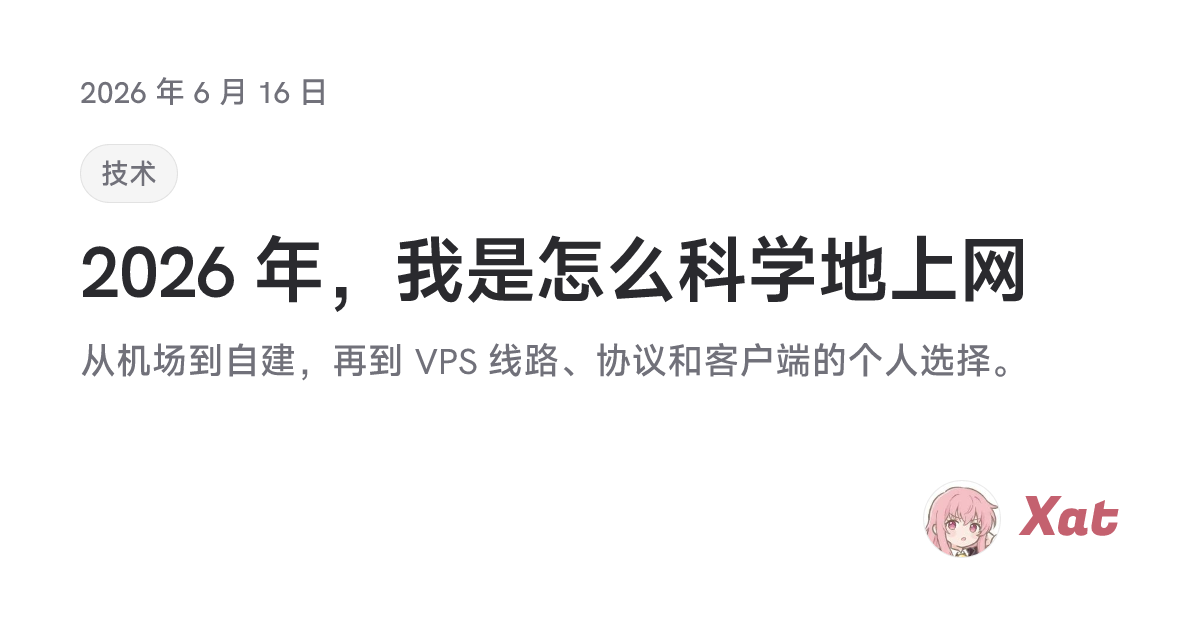 2026 年 6 月 16 日
技术
2026 年，我是怎么科学地上网
从机场到自建，再到 VPS 线路、协议和客户端的个人选择。
Xat